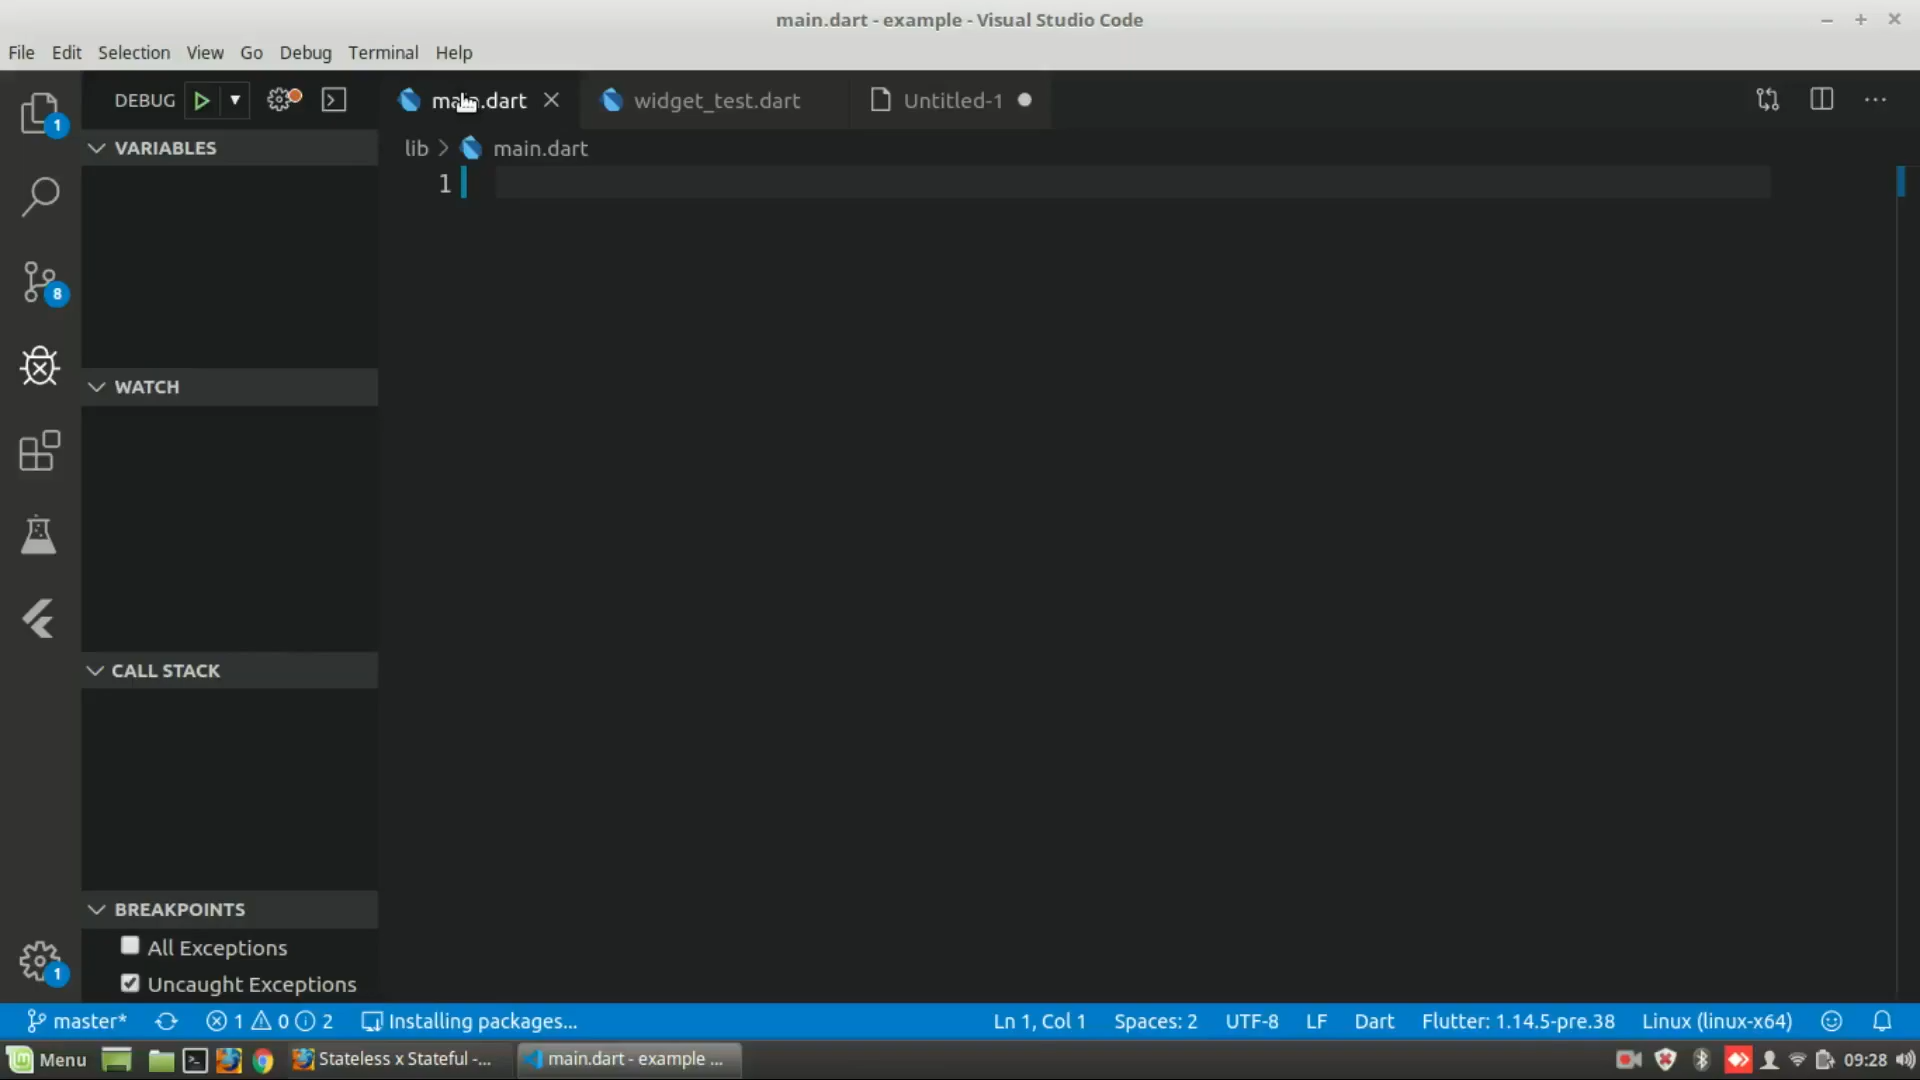 main.dart - example - Visual Studio Code
File Edit Selection View Go Debug Terminal Help
DEBUG
main.dart
widget_test.dart
Untitled-1
1
VARIABLES
lib > main.dart
1
8
WATCH
CALL STACK
BREAKPOINTS
All Exceptions
Uncaught Exceptions
1
master* 1 0 2 Installing packages... Ln 1, Col 1 Spaces: 2 UTF-8 LF Dart Flutter: 1.14.5-pre.38 Linux (linux-x64)
Menu Stateless x Stateful -... main.dart - example ... 09:28